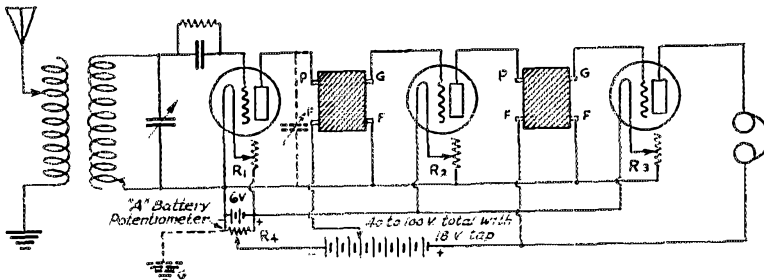 P G
F F
P G
F F
R1
R2
R3
6V
- +
"A" Battery
Potentiometer
R4
40 to 100 V total with
18 V tap
- +